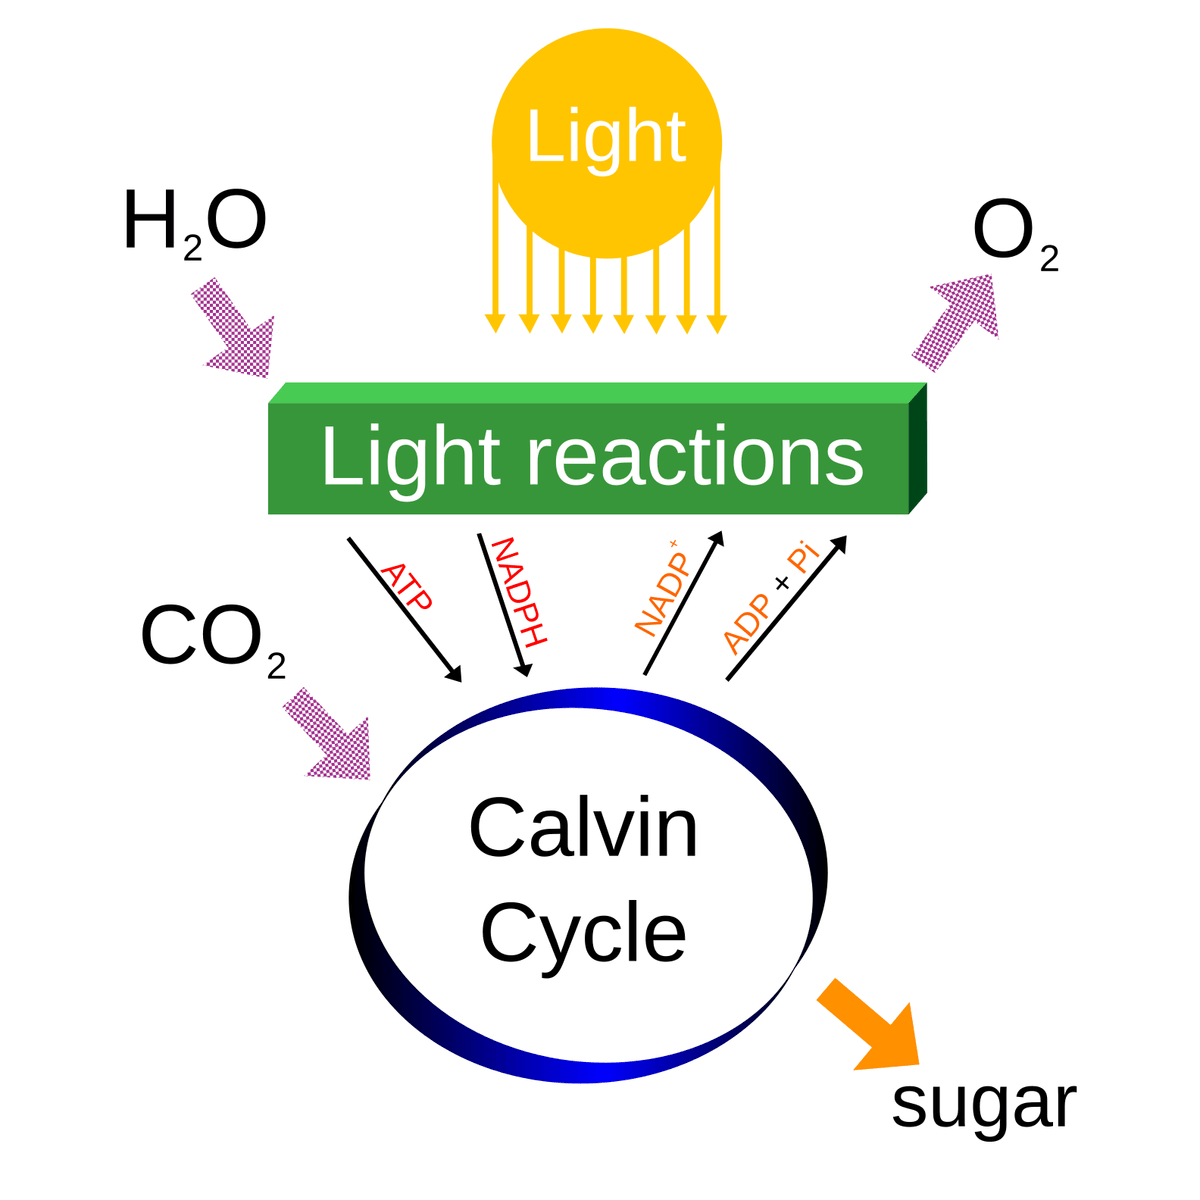 Light
H₂O
O₂
Light reactions
ATP
NADPH
NADP⁺
ADP + Pi
CO₂
Calvin
Cycle
sugar